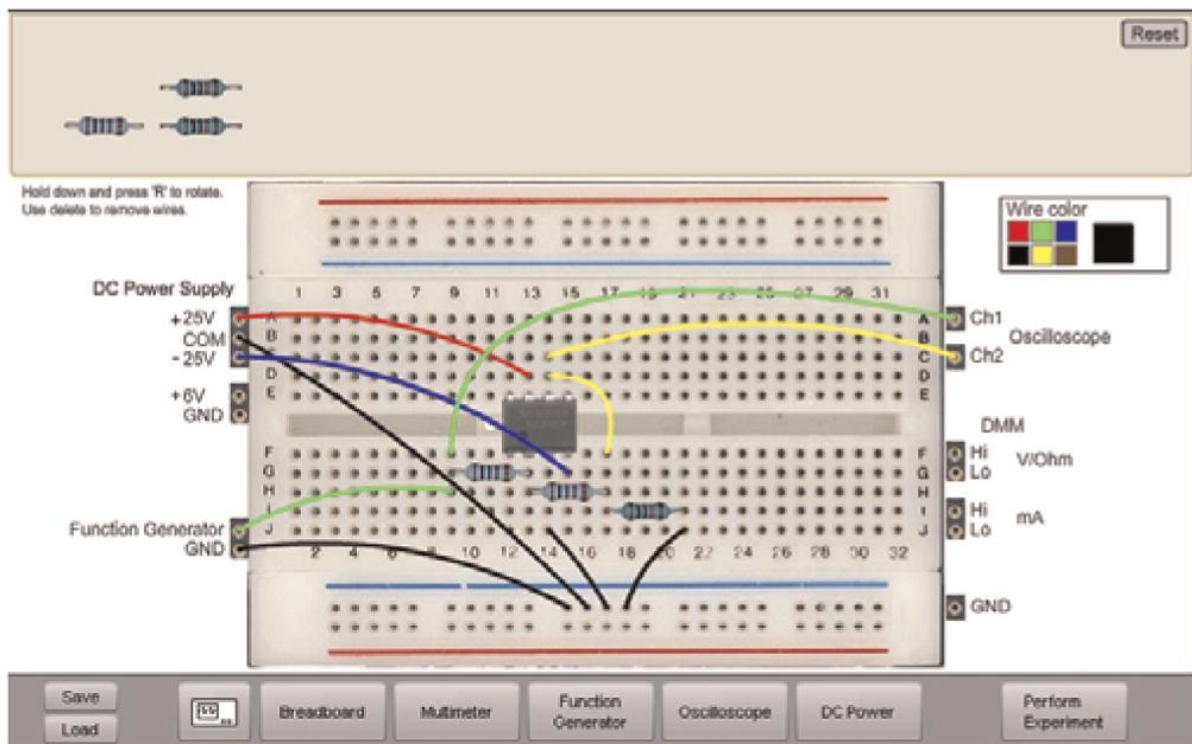 Reset
Hold down and press 'R' to rotate.
Use delete to remove wires.
Wire color
DC Power Supply
1 3 5 7 9 11 13 15 17 19 21 23 25 27 29 31
+25V
A
A
Ch1
COM
B
B
Oscilloscope
-25V
C
C
Ch2
D
D
+6V
E
E
GND
DMM
F
F
Hi
V/Ohm
G
G
Lo
H
H
I
I
Hi
mA
Function Generator
J
J
Lo
GND
2 4 6 8 10 12 14 16 18 20 22 24 26 28 30 32
GND
Save
Load
Breadboard
Multimeter
Function
Generator
Oscilloscope
DC Power
Perform
Experiment